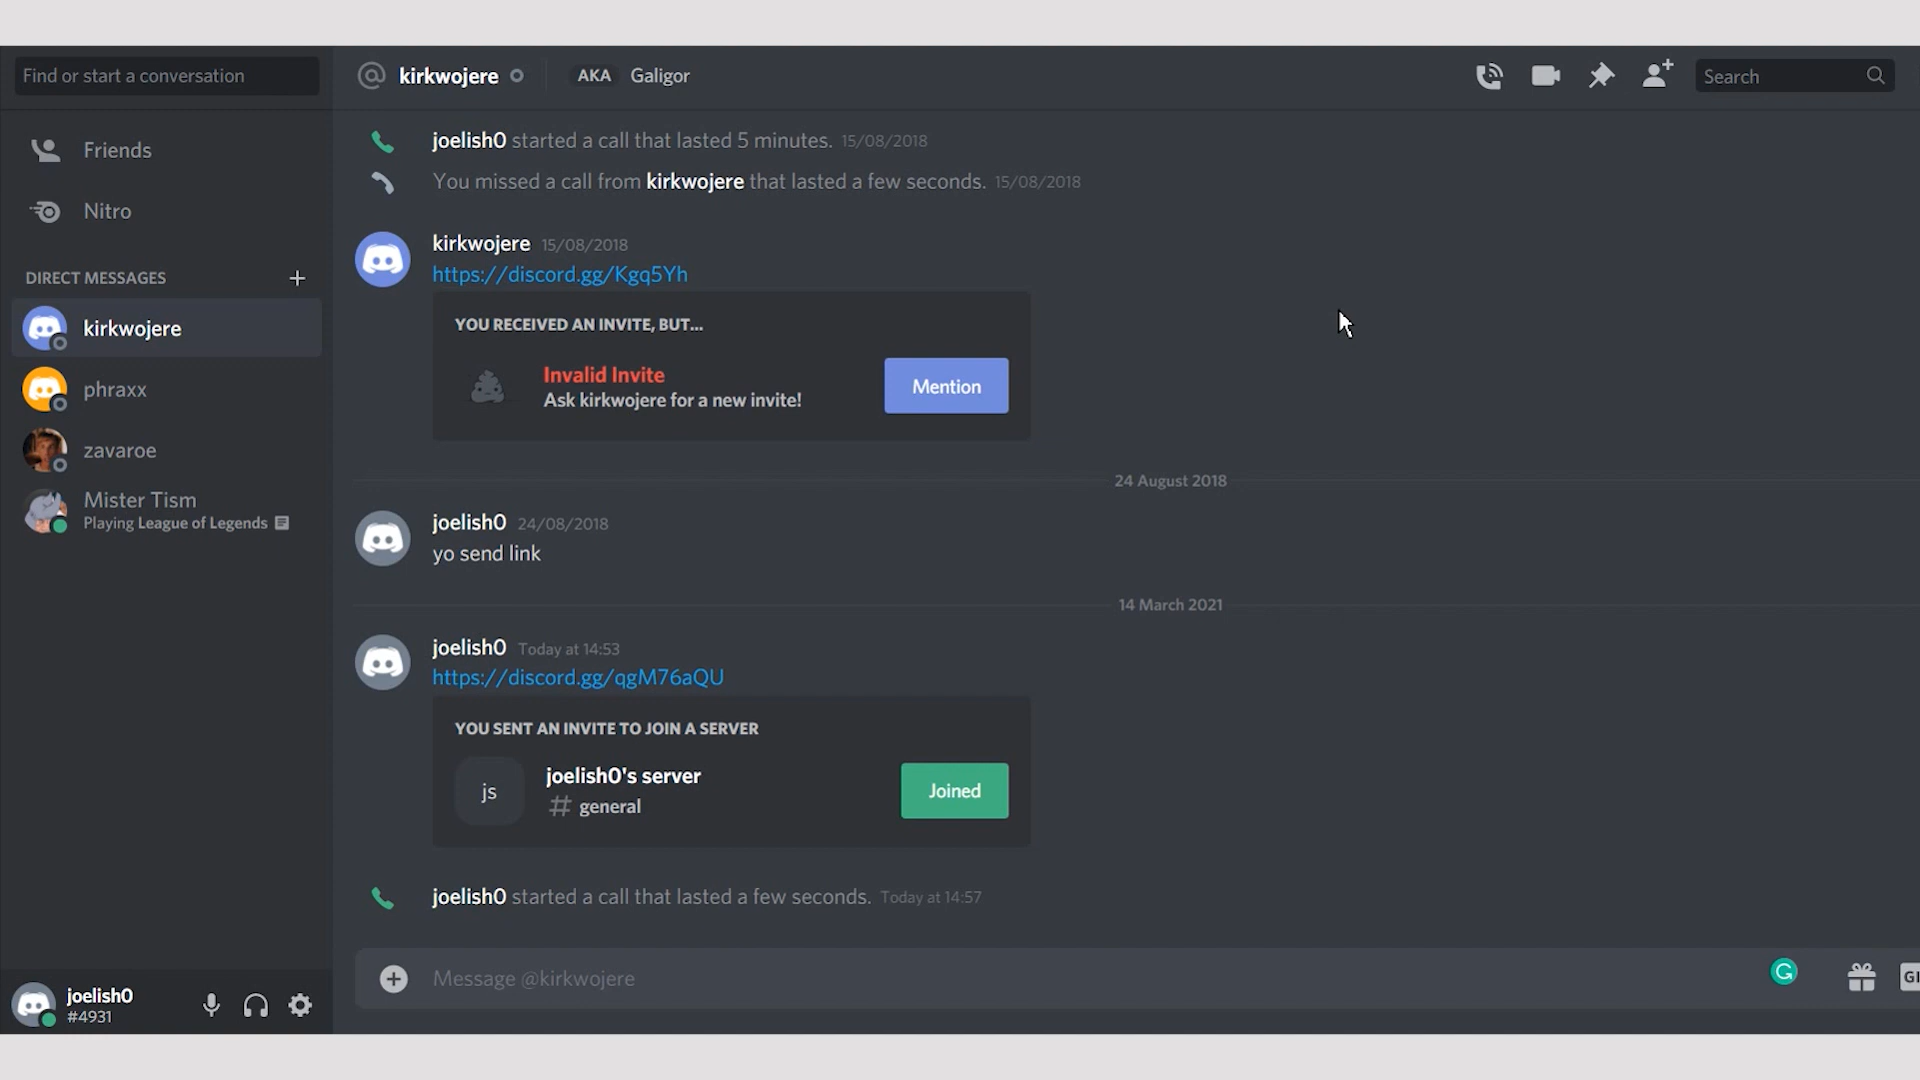 Find or start a conversation
Friends
Nitro
DIRECT MESSAGES
kirkwojere
phraxx
zavaroe
Mister Tism
Playing League of Legends
joelish0
#4931
@ kirkwojere
AKA Galigor
Search
joelish0 started a call that lasted 5 minutes. 15/08/2018
You missed a call from kirkwojere that lasted a few seconds. 15/08/2018
kirkwojere 15/08/2018
https://discord.gg/Kgq5Yh
YOU RECEIVED AN INVITE, BUT...
Invalid Invite
Ask kirkwojere for a new invite!
Mention
24 August 2018
joelish0 24/08/2018
yo send link
14 March 2021
joelish0 Today at 14:53
https://discord.gg/qgM76aQU
YOU SENT AN INVITE TO JOIN A SERVER
js
joelish0's server
# general
Joined
joelish0 started a call that lasted a few seconds. Today at 14:57
Message @kirkwojere